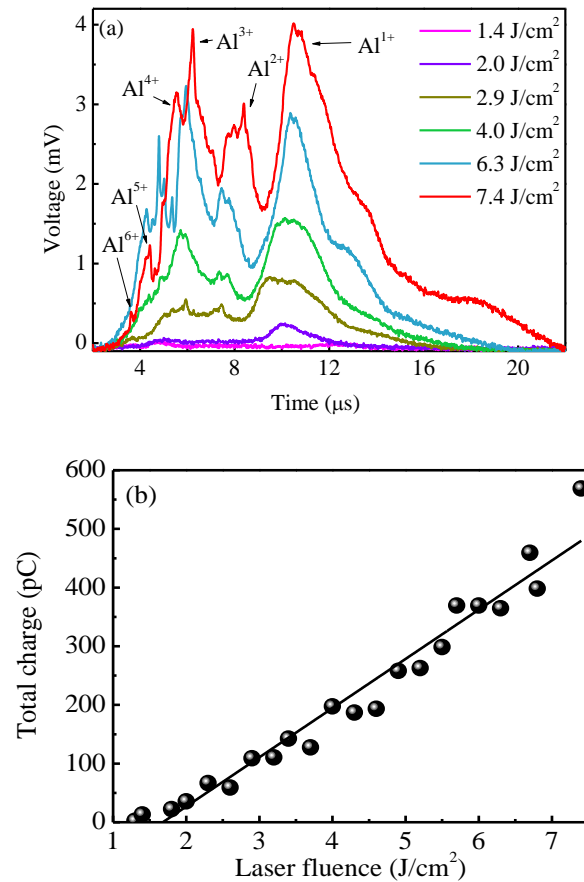 (a)
Al³⁺
Al¹⁺
Al²⁺
Al⁴⁺
Al⁵⁺
Al⁶⁺
1.4 J/cm²
2.0 J/cm²
2.9 J/cm²
4.0 J/cm²
6.3 J/cm²
7.4 J/cm²
Voltage (mV)
4
3
2
1
0
4 8 12 16 20
Time (μs)
(b)
Total charge (pC)
600
500
400
300
200
100
0
1 2 3 4 5 6 7
Laser fluence (J/cm²)